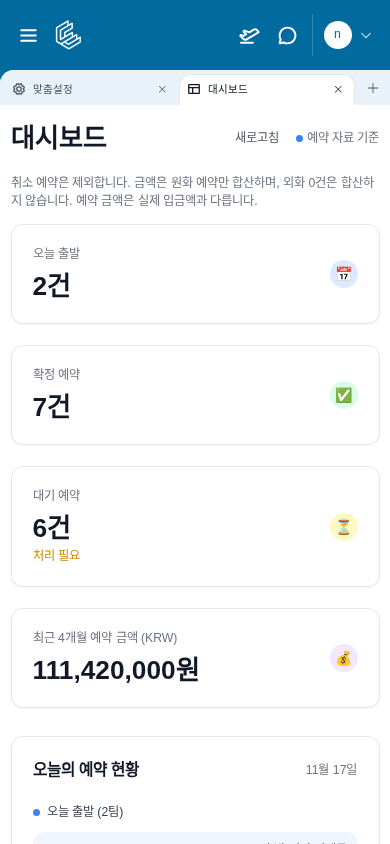 n
맞춤설정
대시보드
대시보드
새로고침
예약 자료 기준
취소 예약은 제외합니다. 금액은 원화 예약만 합산하며, 외화 0건은 합산하
지 않습니다. 예약 금액은 실제 입금액과 다릅니다.
오늘 출발
2건
확정 예약
7건
대기 예약
6건
처리 필요
최근 4개월 예약 금액 (KRW)
111,420,000원
오늘의 예약 현황
11월 17일
오늘 출발 (2팀)